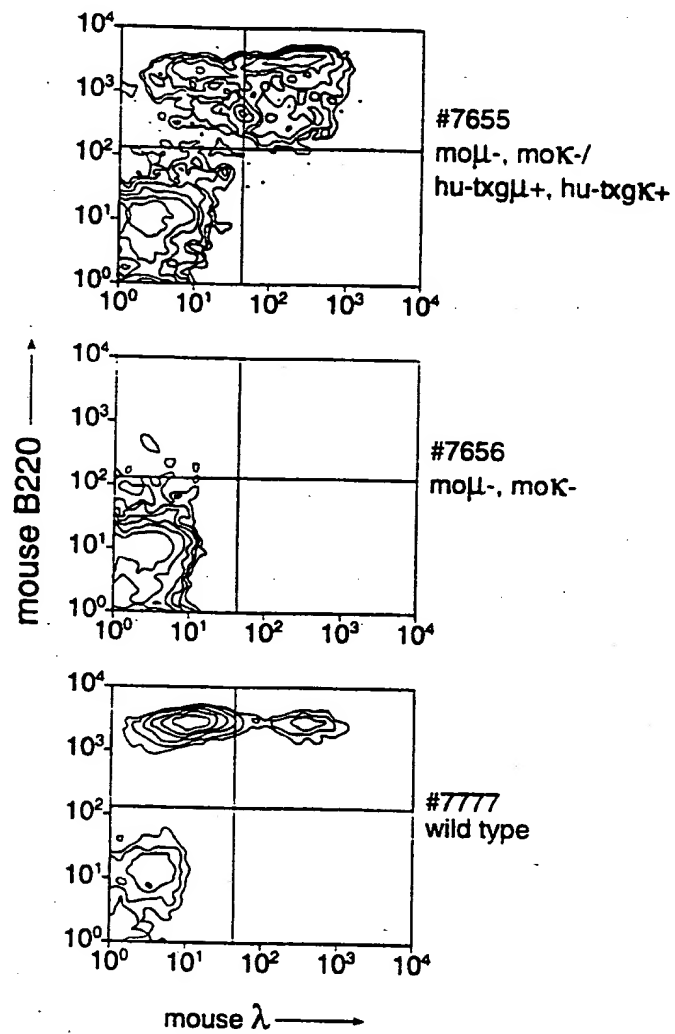 10⁴
10³
10²
10¹
10⁰
10⁰ 10¹ 10² 10³ 10⁴
#7655
moμ-, moκ-/
hu-txgμ+, hu-txgκ+
mouse B220
10⁴
10³
10²
10¹
10⁰
10⁰ 10¹ 10² 10³ 10⁴
#7656
moμ-, moκ-
10⁴
10³
10²
10¹
10⁰
10⁰ 10¹ 10² 10³ 10⁴
#7777
wild type
mouse λ